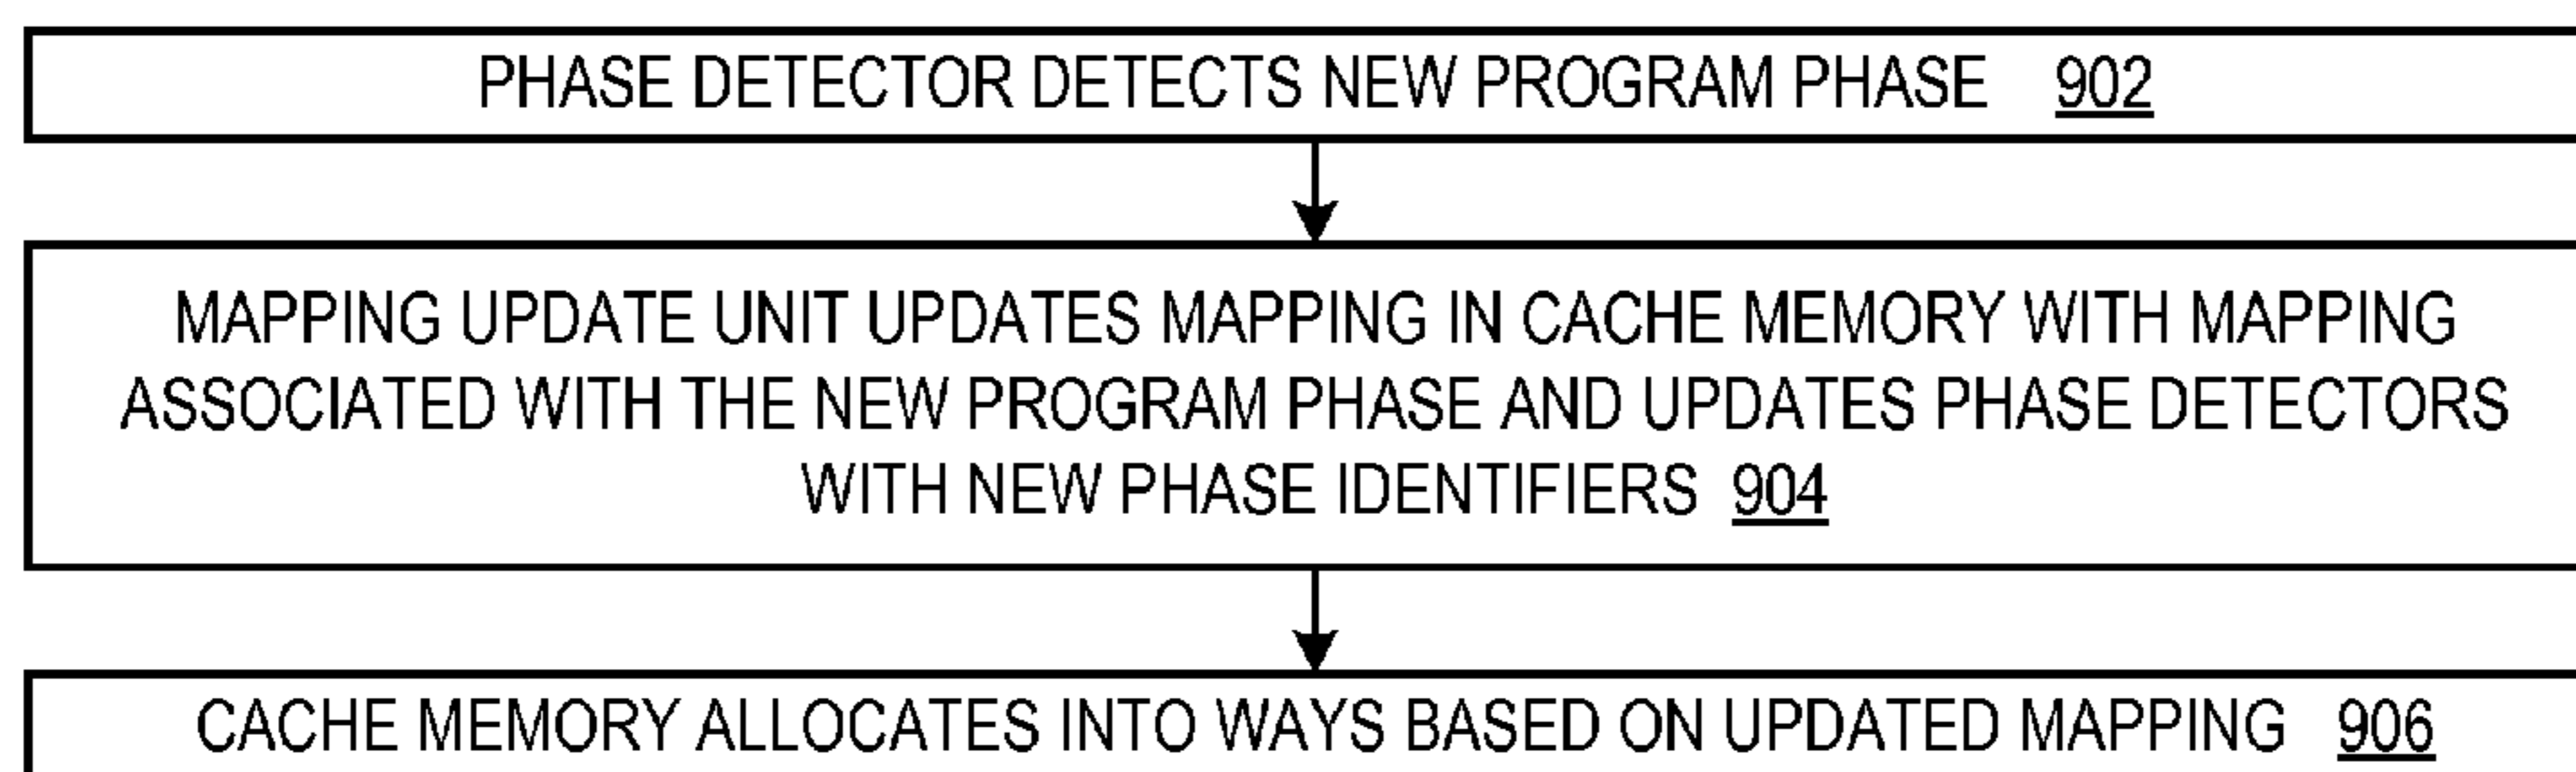 PHASE DETECTOR DETECTS NEW PROGRAM PHASE 902
MAPPING UPDATE UNIT UPDATES MAPPING IN CACHE MEMORY WITH MAPPING
ASSOCIATED WITH THE NEW PROGRAM PHASE AND UPDATES PHASE DETECTORS
WITH NEW PHASE IDENTIFIERS 904
CACHE MEMORY ALLOCATES INTO WAYS BASED ON UPDATED MAPPING 906